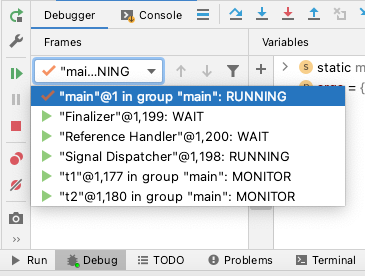 Debugger
Console
Frames
Variables
"mai...NING
"main"@1 in group "main": RUNNING
"Finalizer"@1,199: WAIT
"Reference Handler"@1,200: WAIT
"Signal Dispatcher"@1,198: RUNNING
"t1"@1,177 in group "main": MONITOR
"t2"@1,180 in group "main": MONITOR
static m
Run
Debug
TODO
Problems
Terminal